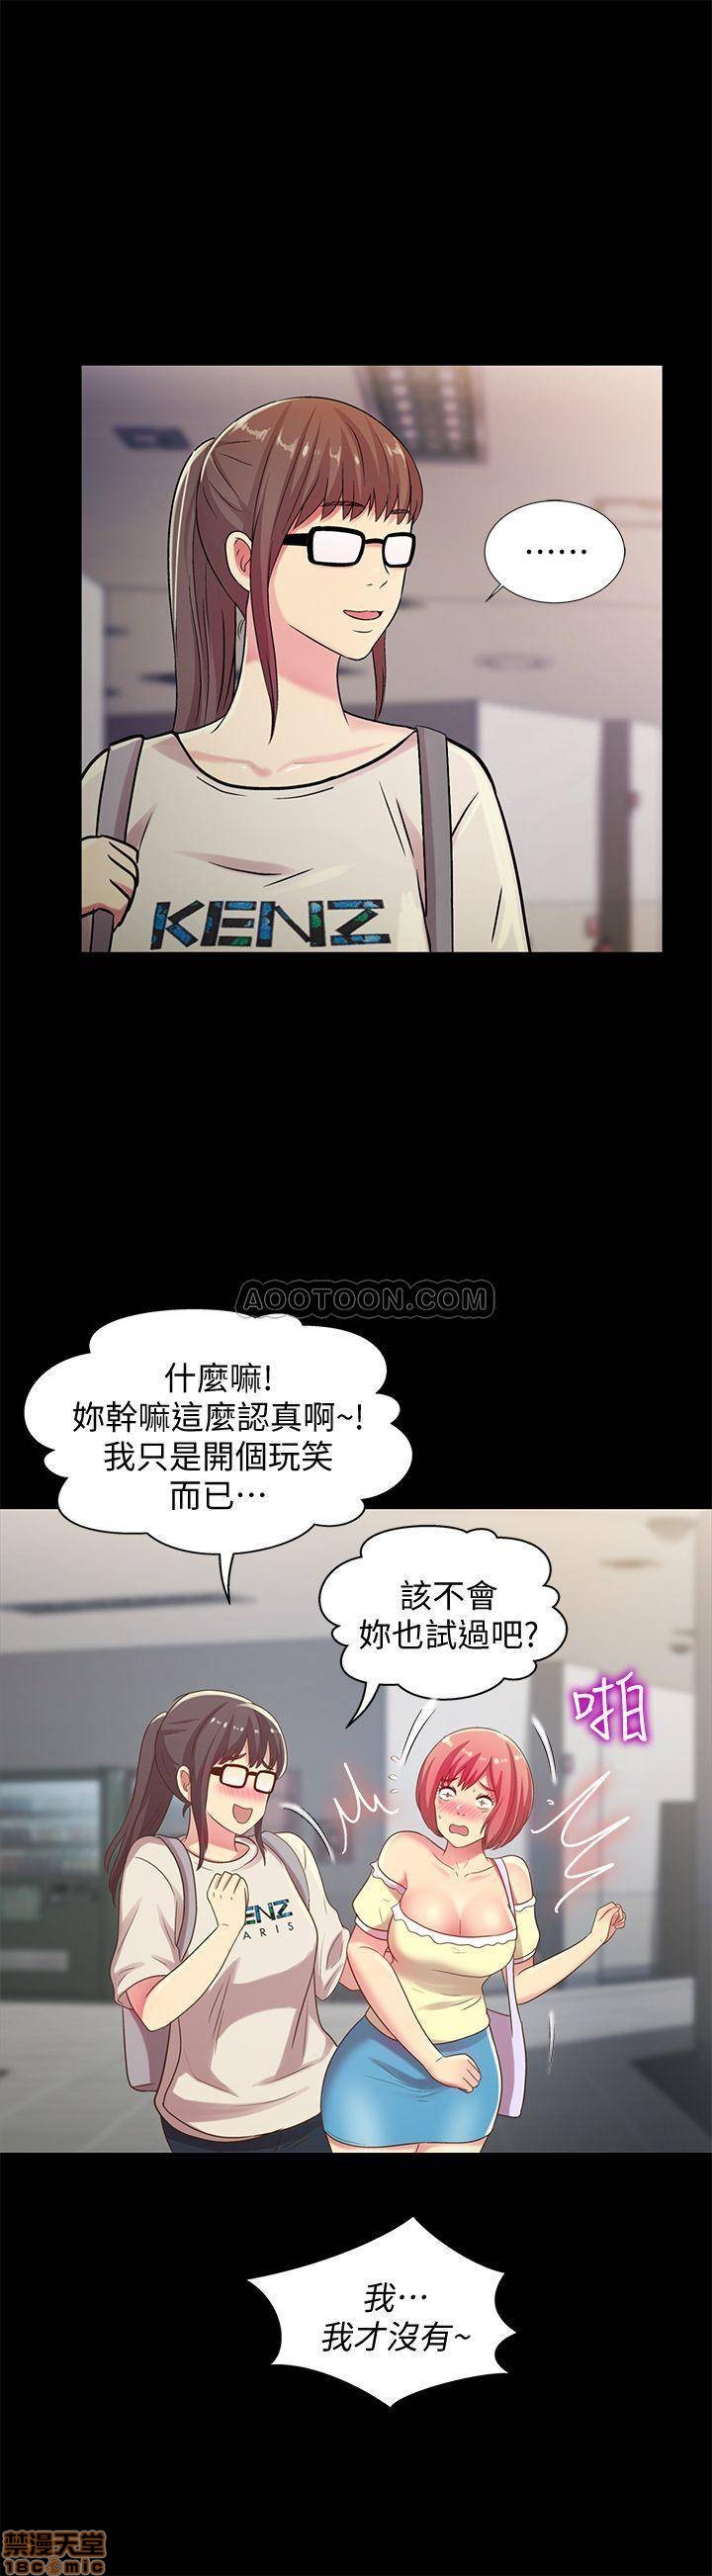 ……
KENZ
AOOTOON.COM
什麼嘛!
妳幹嘛這麼認真啊~!
我只是開個玩笑
而已…
該不會
妳也試過吧?
啪
ENZ
ARIS
我…
我才沒有~
禁漫天堂
18comic